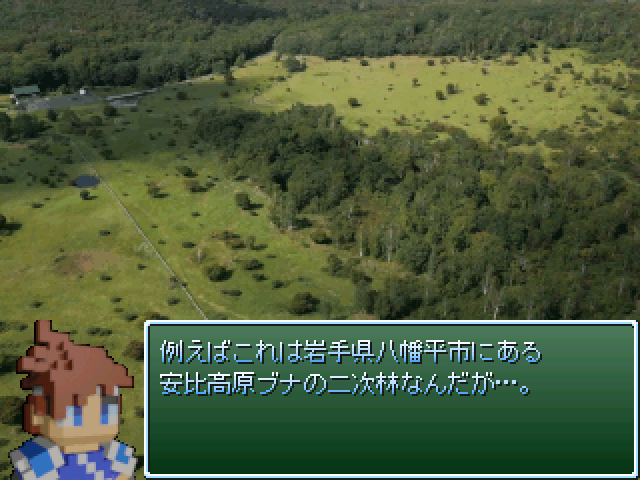 例えばこれは岩手県八幡平市にある
安比高原ブナの二次林なんだが…。